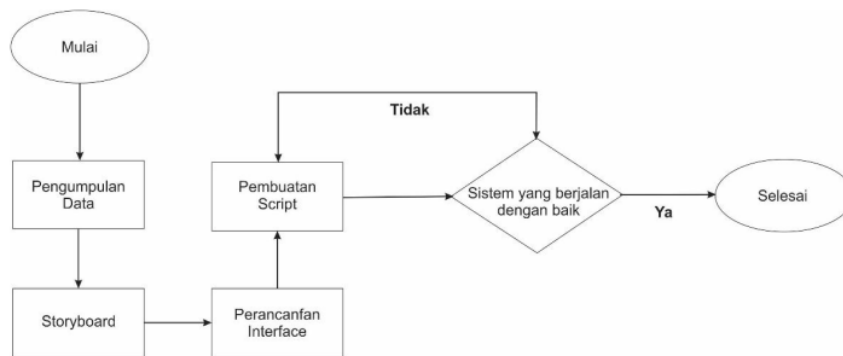 Mulai
Pengumpulan
Data
Storyboard
Perancanfan
Interface
Pembuatan
Script
Tidak
Sistem yang berjalan
dengan baik
Ya
Selesai